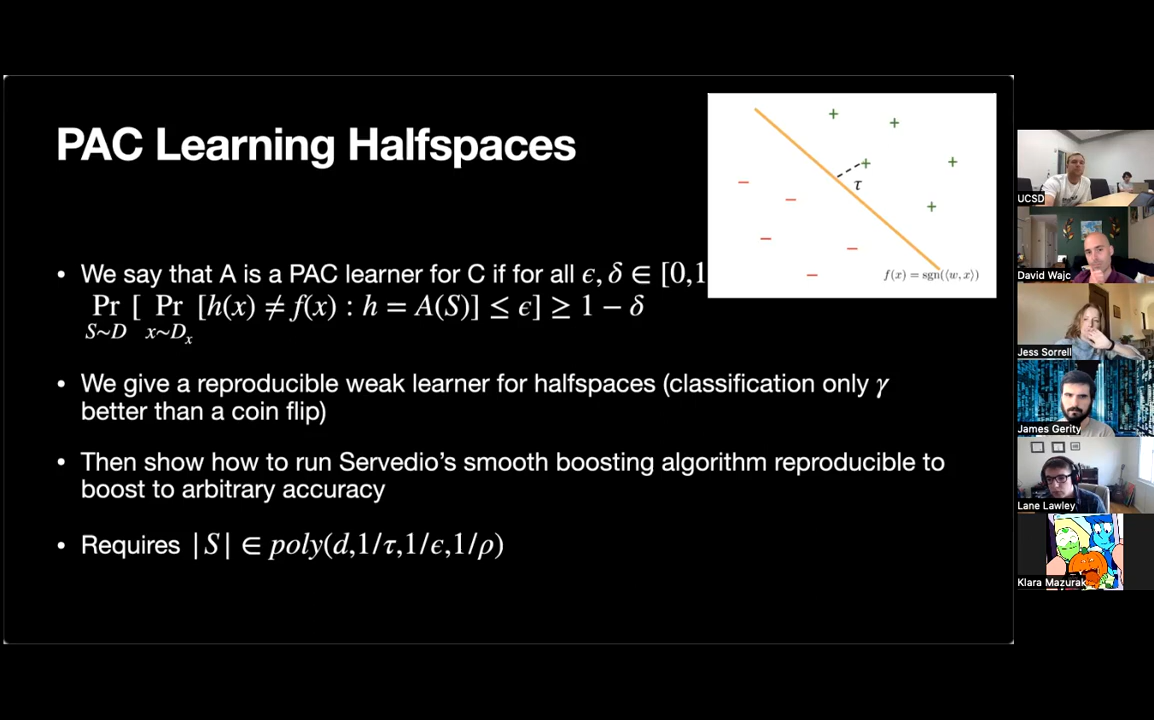 PAC Learning Halfspaces
• We say that A is a PAC learner for C if for all ϵ, δ ∈ [0,1
Pr [ Pr [h(x) ≠ f(x) : h = A(S)] ≤ ϵ] ≥ 1 − δ
S∼D x∼Dₓ
• We give a reproducible weak learner for halfspaces (classification only γ
better than a coin flip)
• Then show how to run Servedio's smooth boosting algorithm reproducible to
boost to arbitrary accuracy
• Requires |S| ∈ poly(d,1/τ,1/ϵ,1/ρ)
τ
f(x) = sgn(⟨w, x⟩)
UCSD
David Wajc
Jess Sorrell
James Gerity
Lane Lawley
Klara Mazurak